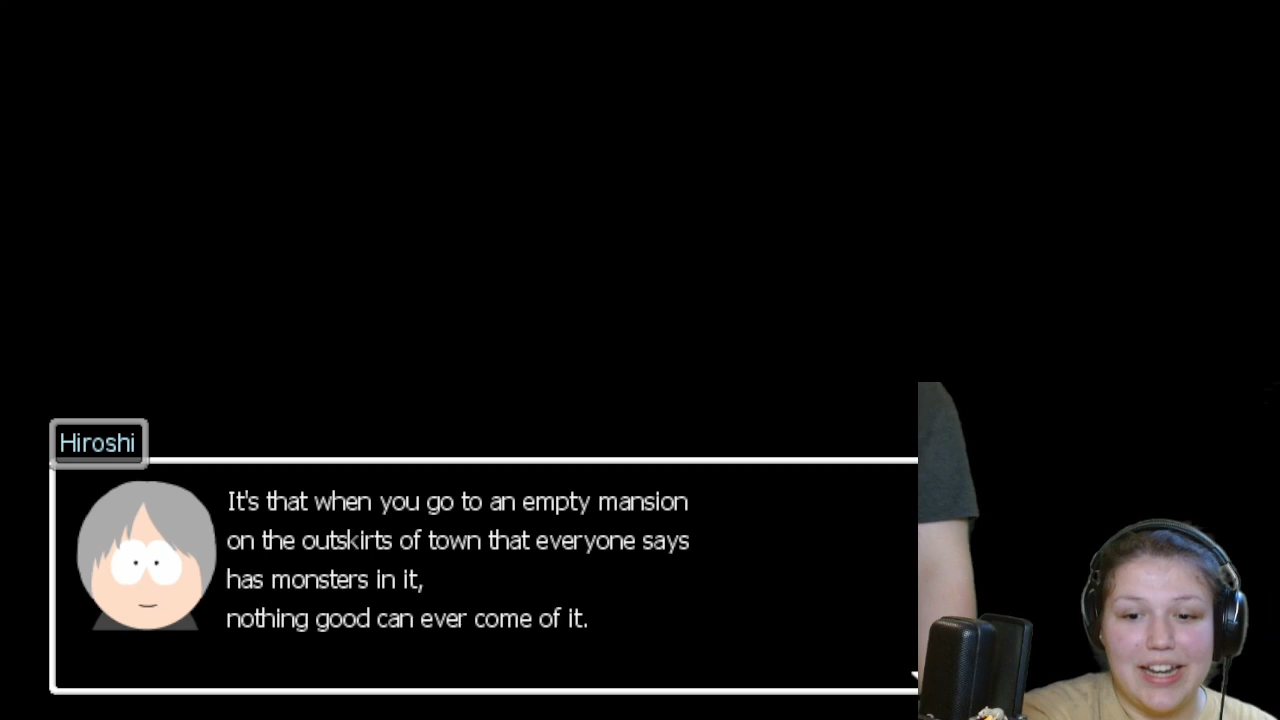 Hiroshi
It's that when you go to an empty mansion
on the outskirts of town that everyone says
has monsters in it,
nothing good can ever come of it.